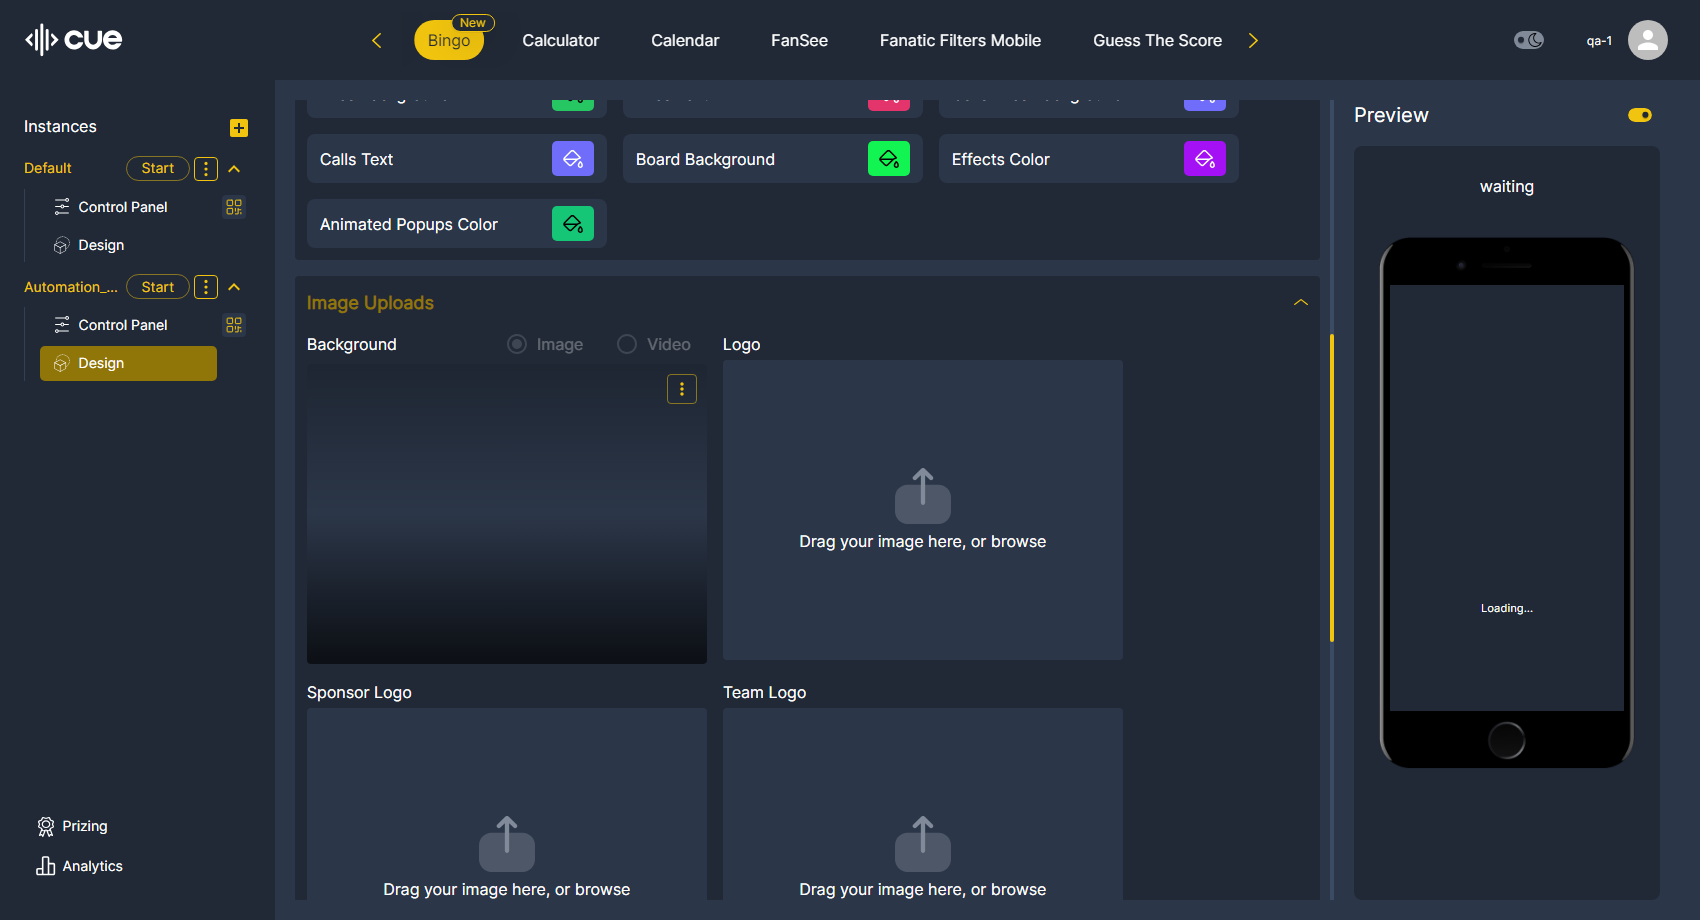 cue
New
Bingo
Calculator
Calendar
FanSee
Fanatic Filters Mobile
Guess The Score
qa-1
Instances
Default
Start
Control Panel
Design
Automation_...
Start
Control Panel
Design
Prizing
Analytics
Calls Text
Board Background
Effects Color
Animated Popups Color
Image Uploads
Background
Image
Video
Logo
Drag your image here, or browse
Sponsor Logo
Team Logo
Drag your image here, or browse
Drag your image here, or browse
Preview
waiting
Loading...